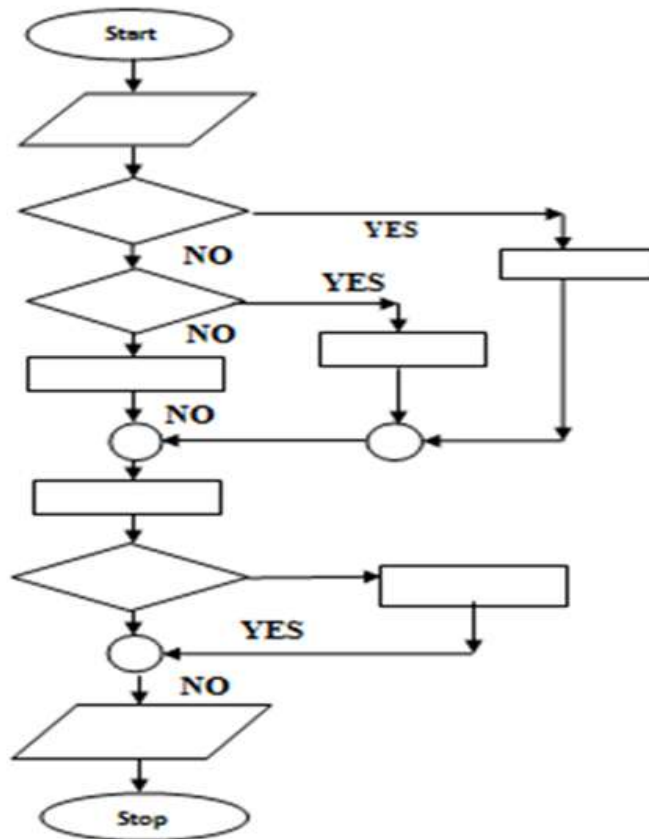 Start
YES
NO
YES
NO
NO
YES
NO
Stop